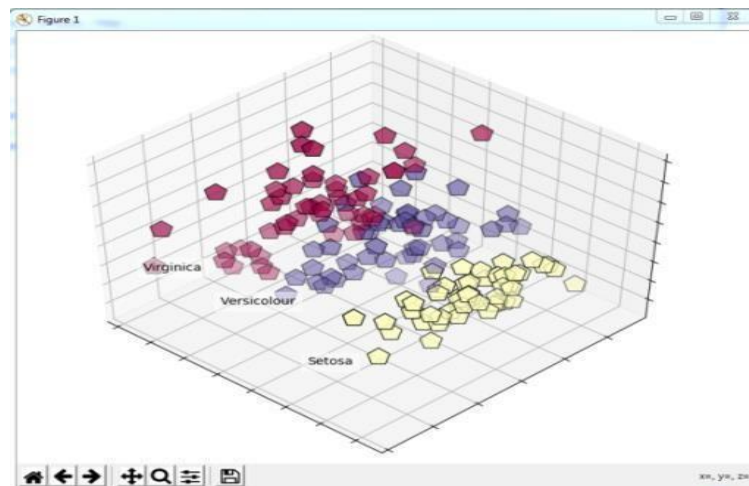 Figure 1
Virginica
Versicolour
Setosa
x=, y=, z=